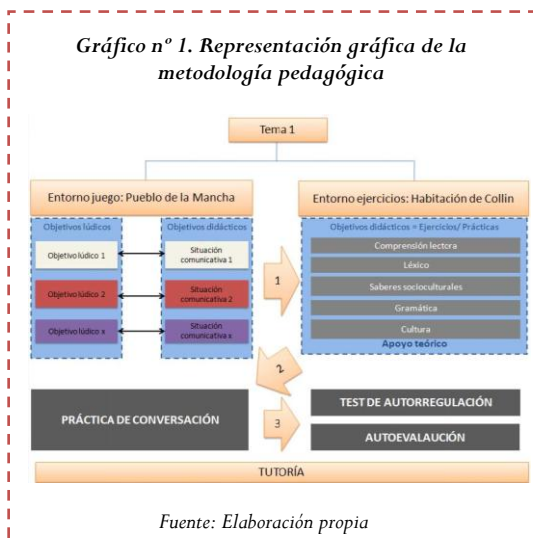 Gráfico nº 1. Representación gráfica de la
metodología pedagógica
Tema 1
Entorno juego: Pueblo de la Mancha
Entorno ejercicios: Habitación de Collin
Objetivos lúdicos
Objetivos didácticos
Objetivo lúdico 1
Situación
comunicativa 1
Objetivo lúdico 2
Situación
comunicativa 2
Objetivo lúdico x
Situación
comunicativa x
1
Objetivos didácticos = Ejercicios/ Prácticas
Comprensión lectora
Léxico
Saberes socioculturales
Gramática
Cultura
Apoyo teórico
2
PRÁCTICA DE CONVERSACIÓN
3
TEST DE AUTORREGULACIÓN
AUTOEVALAUCIÓN
TUTORÍA
Fuente: Elaboración propia